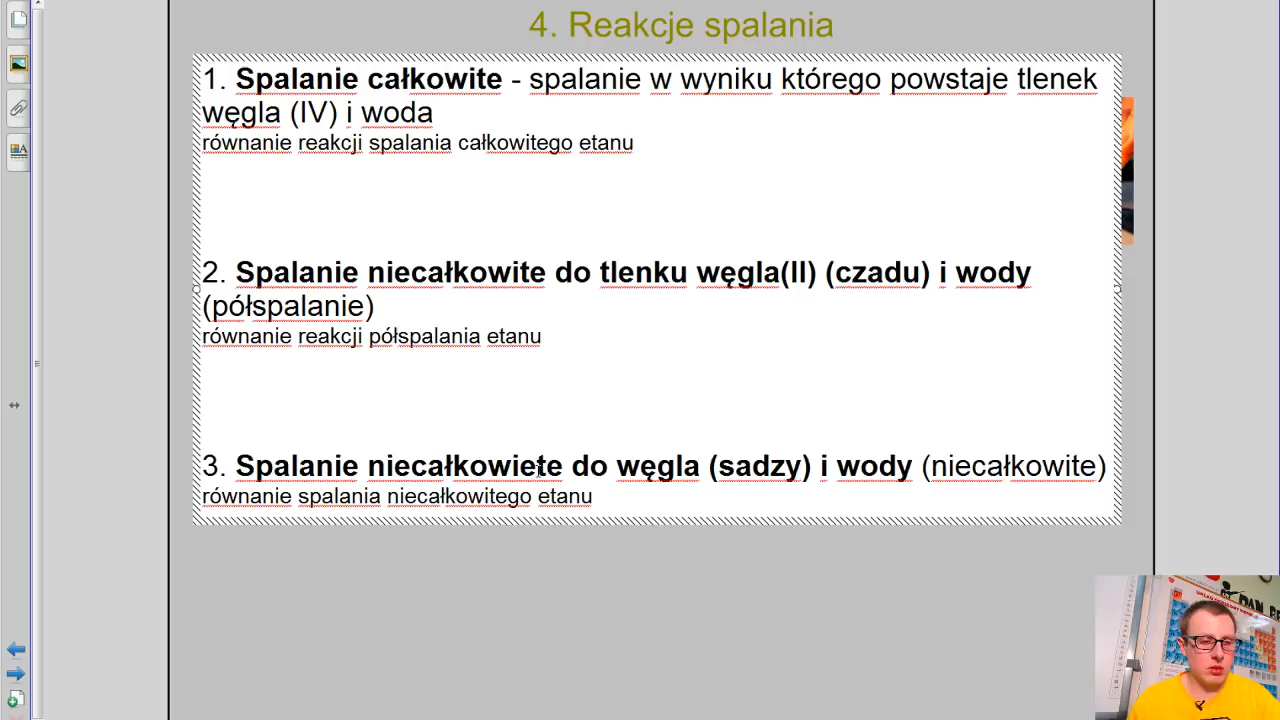 4. Reakcje spalania
1. Spalanie całkowite - spalanie w wyniku którego powstaje tlenek
węgla (IV) i woda
równanie reakcji spalania całkowitego etanu
2. Spalanie niecałkowite do tlenku węgla(II) (czadu) i wody
(półspalanie)
równanie reakcji półspalania etanu
3. Spalanie niecałkowiete do węgla (sadzy) i wody (niecałkowite)
równanie spalania niecałkowitego etanu